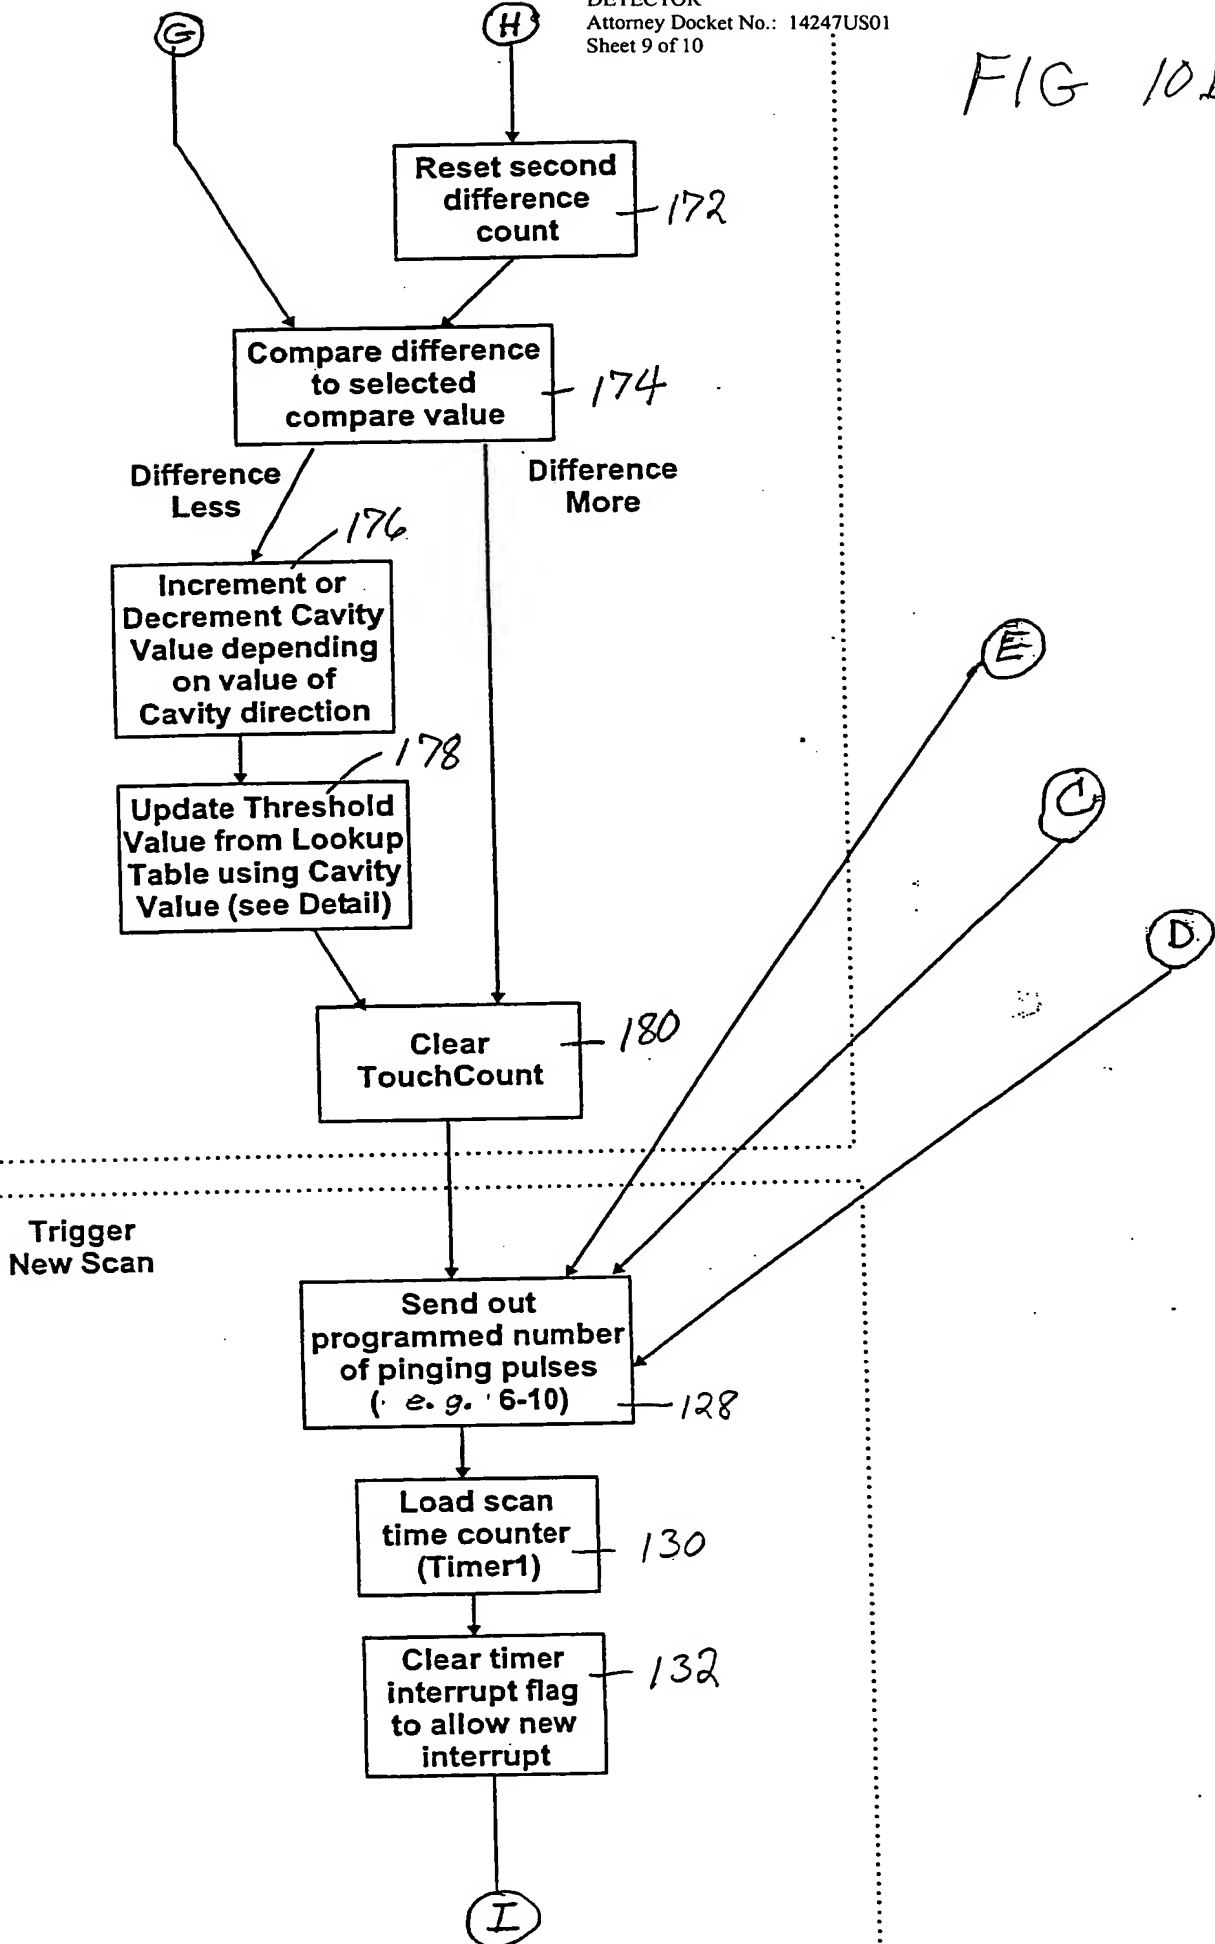 DETECTOR
Attorney Docket No.: 14247US01
Sheet 9 of 10
G
H
FIG 10
Reset second
difference
count
172
Compare difference
to selected
compare value
174
Difference
Less
Difference
More
176
Increment or
Decrement Cavity
Value depending
on value of
Cavity direction
E
178
C
Update Threshold
Value from Lookup
Table using Cavity
Value (see Detail)
D
Clear
TouchCount
180
Trigger
New Scan
Send out
programmed number
of pinging pulses
(e.g. 6-10)
128
Load scan
time counter
(Timer1)
130
Clear timer
interrupt flag
to allow new
interrupt
132
I